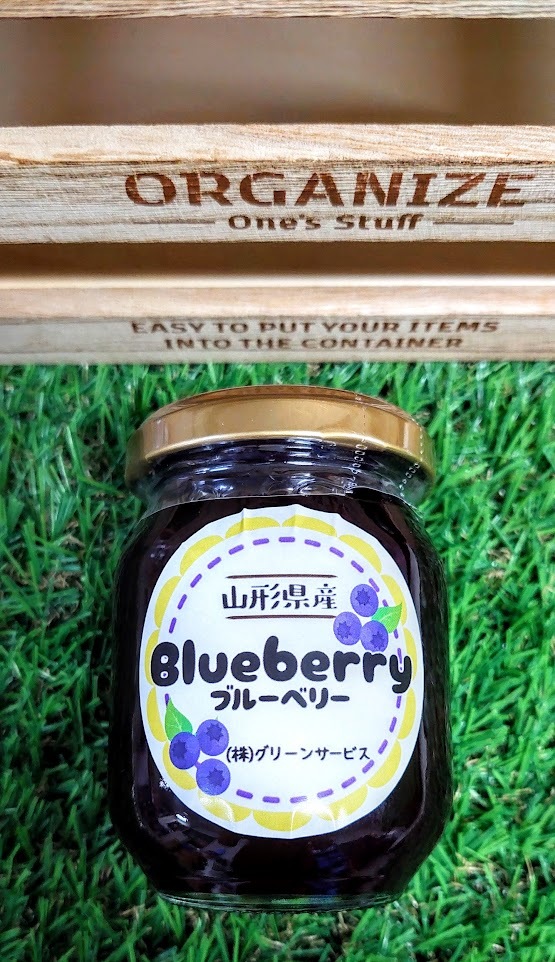 ORGANIZE
One's Stuff
EASY TO PUT YOUR ITEMS
INTO THE CONTAINER
山形県産
Blueberry
ブルーベリー
(株)グリーンサービス